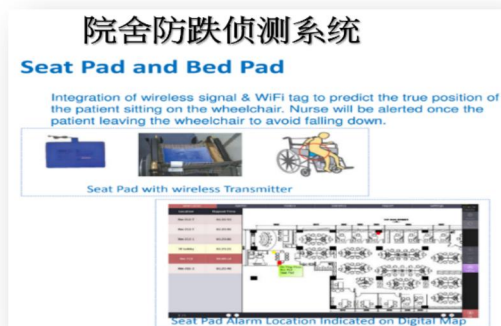 院舍防跌侦测系统
Seat Pad and Bed Pad
Integration of wireless signal & WiFi tag to predict the true position of
the patient sitting on the wheelchair. Nurse will be alerted once the
patient leaving the wheelchair to avoid falling down.
Seat Pad with wireless Transmitter
Seat Pad Alarm Location Indicated on Digital Map